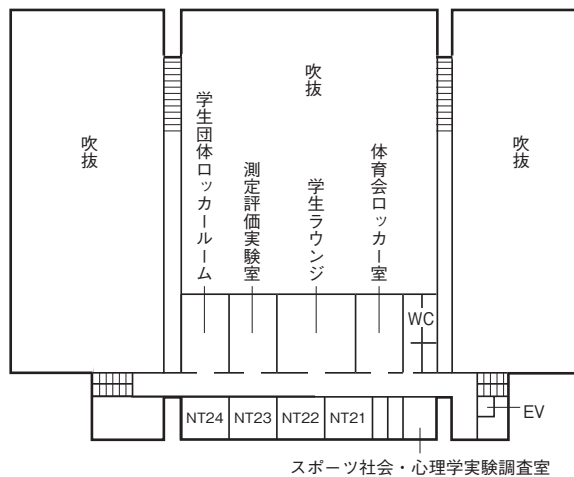 吹抜
吹抜
吹抜
学生団体ロッカールーム
測定評価実験室
学生ラウンジ
体育会ロッカー室
WC
NT24
NT23
NT22
NT21
EV
スポーツ社会・心理学実験調査室